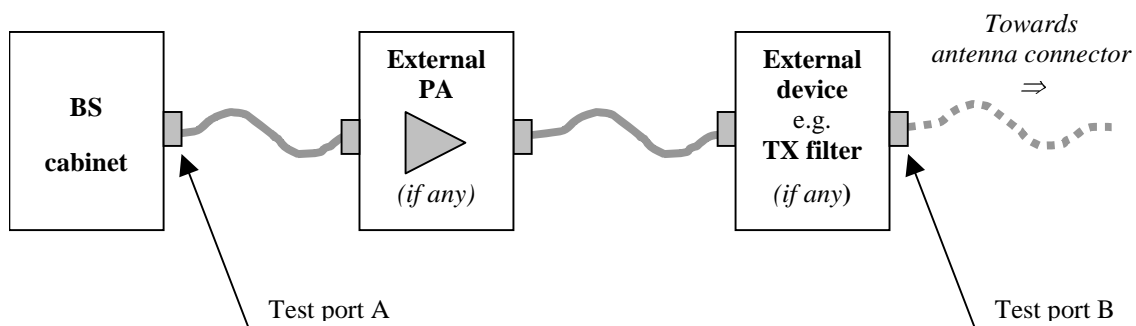 BS
cabinet
External
PA
(if any)
External
device
e.g.
TX filter
(if any)
Towards
antenna connector
⇒
Test port A
Test port B